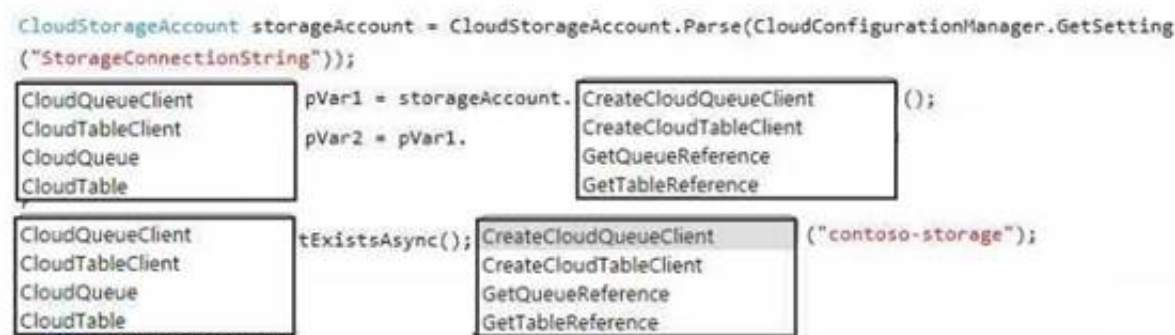 CloudStorageAccount storageAccount = CloudStorageAccount.Parse(CloudConfigurationManager.GetSetting
("StorageConnectionString"));
CloudQueueClient
CloudTableClient
CloudQueue
CloudTable
pVar1 = storageAccount.
pVar2 = pVar1.
CreateCloudQueueClient
CreateCloudTableClient
GetQueueReference
GetTableReference
();
CloudQueueClient
CloudTableClient
CloudQueue
CloudTable
tExistsAsync();
CreateCloudQueueClient
CreateCloudTableClient
GetQueueReference
GetTableReference
("contoso-storage");